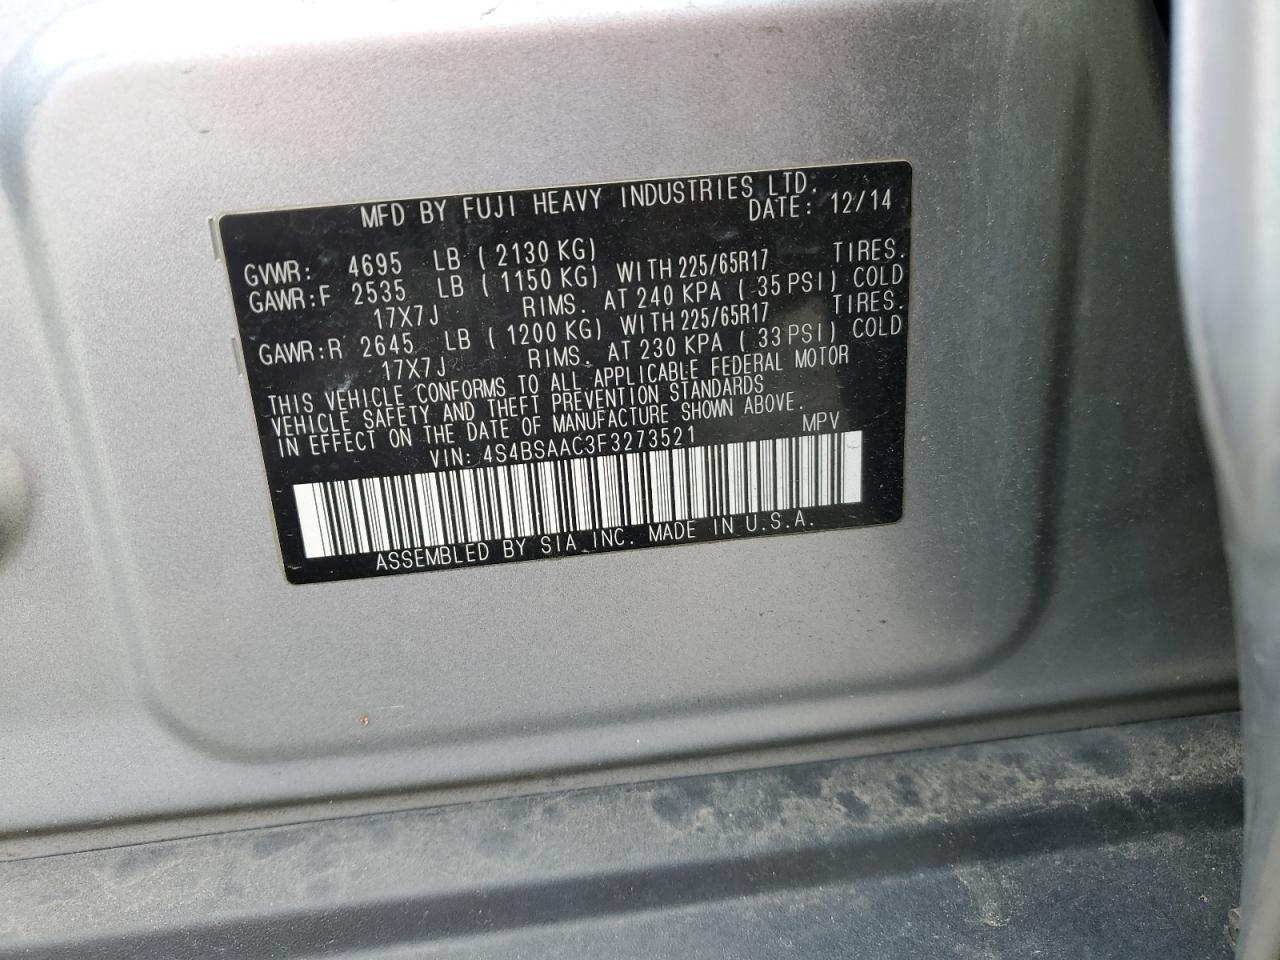 MFD BY FUJI HEAVY INDUSTRIES LTD.
DATE: 12/14
GVWR: 4695 LB ( 2130 KG)
GAWR:F 2535 LB ( 1150 KG) WITH 225/65R17 TIRES.
17X7J RIMS. AT 240 KPA ( 35 PSI) COLD
GAWR:R 2645 LB ( 1200 KG) WITH 225/65R17 TIRES.
17X7J RIMS. AT 230 KPA ( 33 PSI) COLD
THIS VEHICLE CONFORMS TO ALL APPLICABLE FEDERAL MOTOR
VEHICLE SAFETY AND THEFT PREVENTION STANDARDS
IN EFFECT ON THE DATE OF MANUFACTURE SHOWN ABOVE.
VIN: 4S4BSAAC3F3273521 MPV
ASSEMBLED BY SIA INC. MADE IN U.S.A.